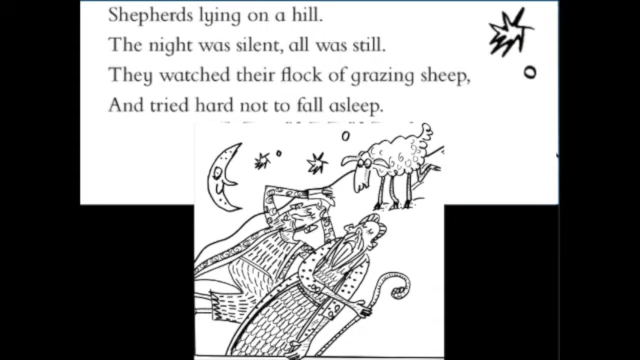 Shepherds lying on a hill.
The night was silent, all was still.
They watched their flock of grazing sheep,
And tried hard not to fall asleep.